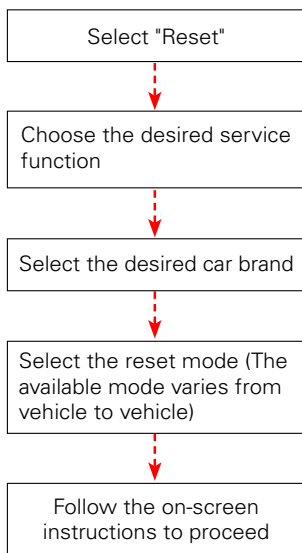 Select "Reset"
Choose the desired service
function
Select the desired car brand
Select the reset mode (The
available mode varies from
vehicle to vehicle)
Follow the on-screen
instructions to proceed